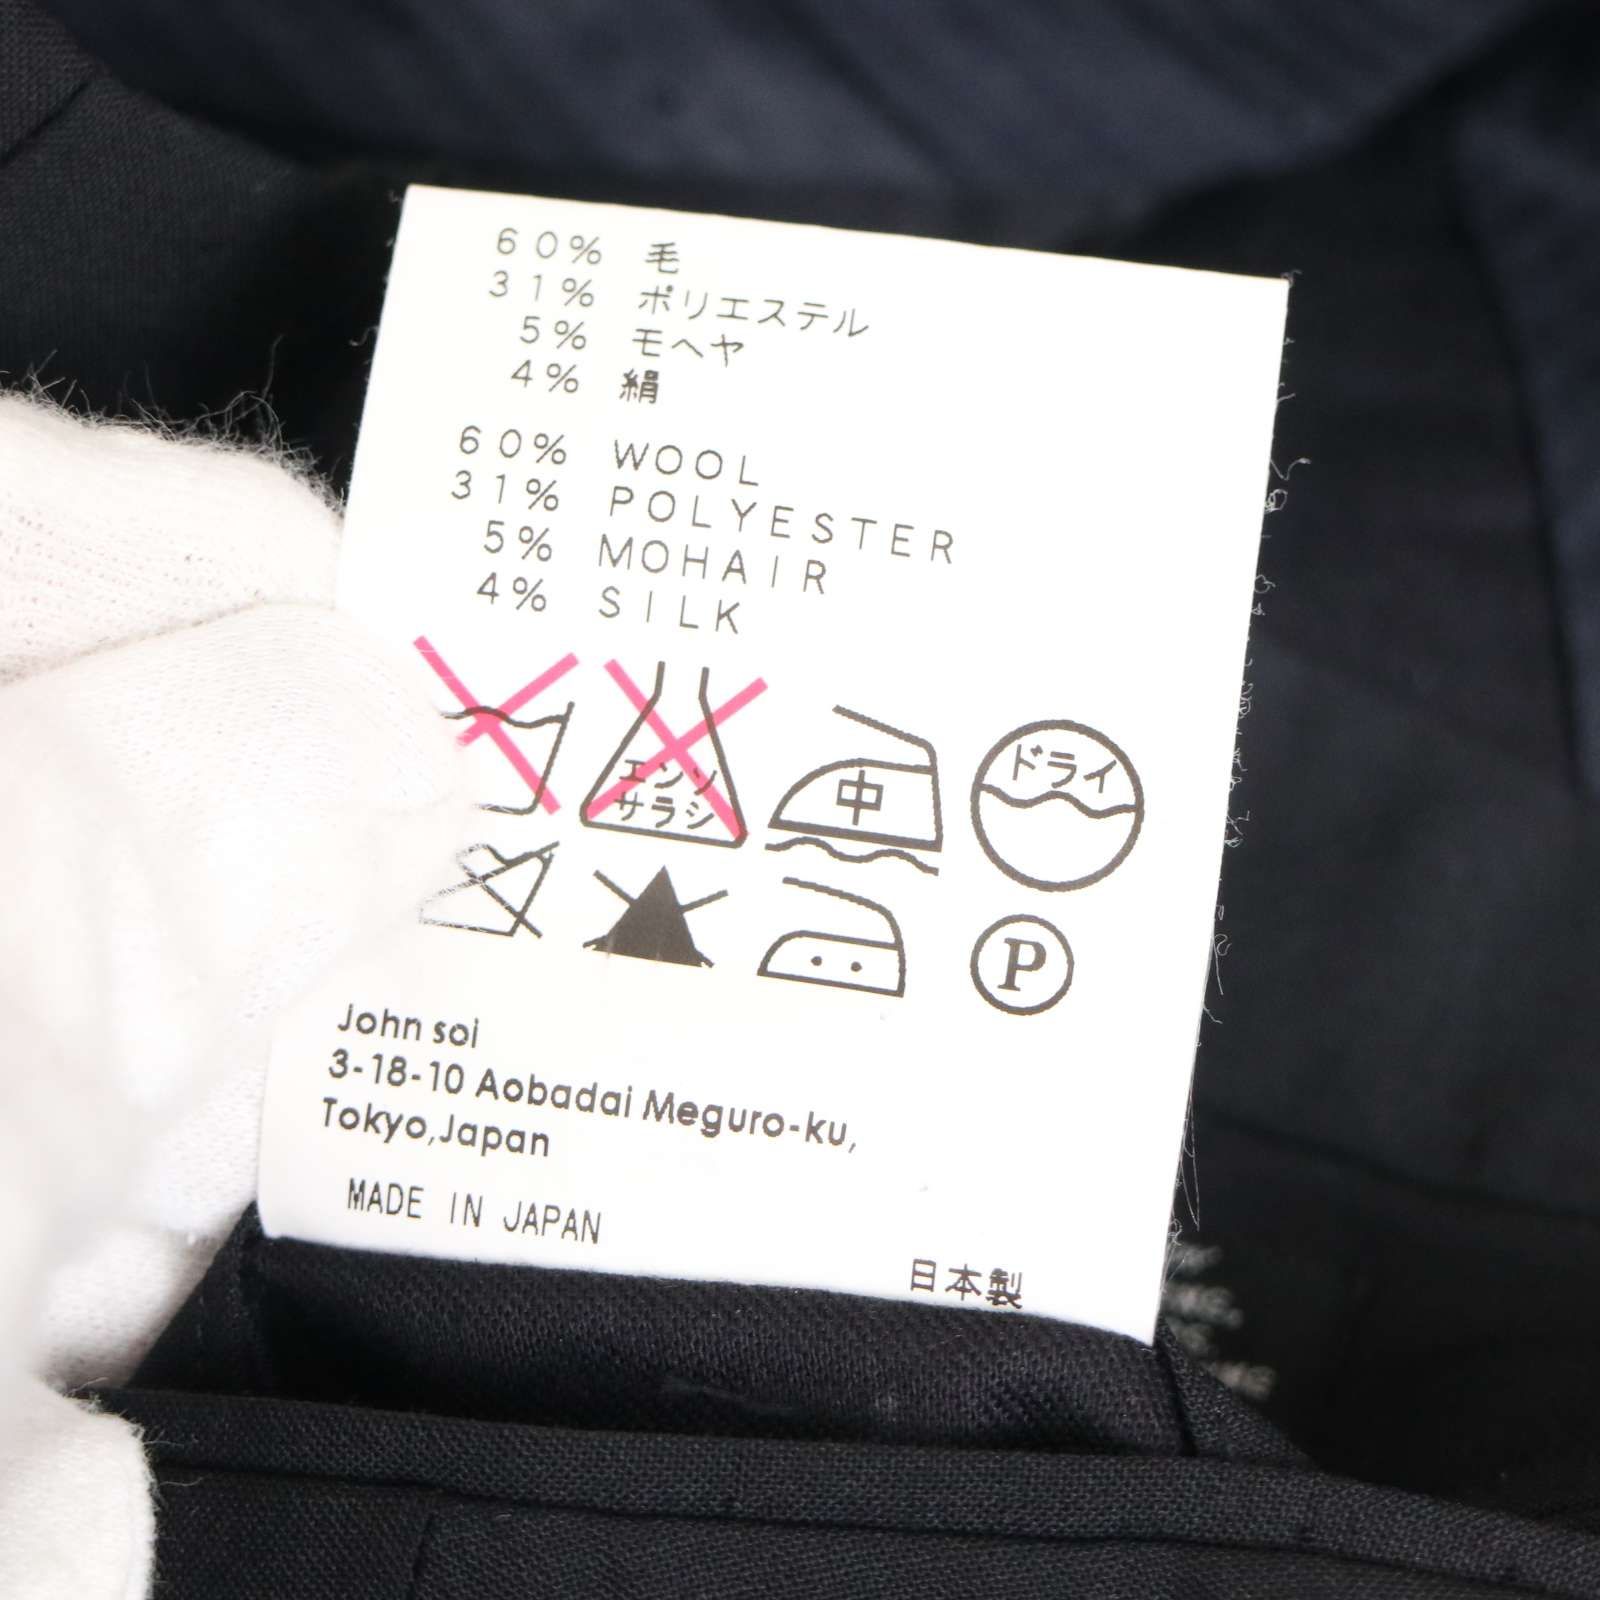 60% 毛
31% ポリエステル
5% モヘヤ
4% 絹
60% WOOL
31% POLYESTER
5% MOHAIR
4% SILK
エンソ
サラシ
中
ドライ
P
John soi
3-18-10 Aobadai Meguro-ku,
Tokyo,Japan
MADE IN JAPAN
日本製